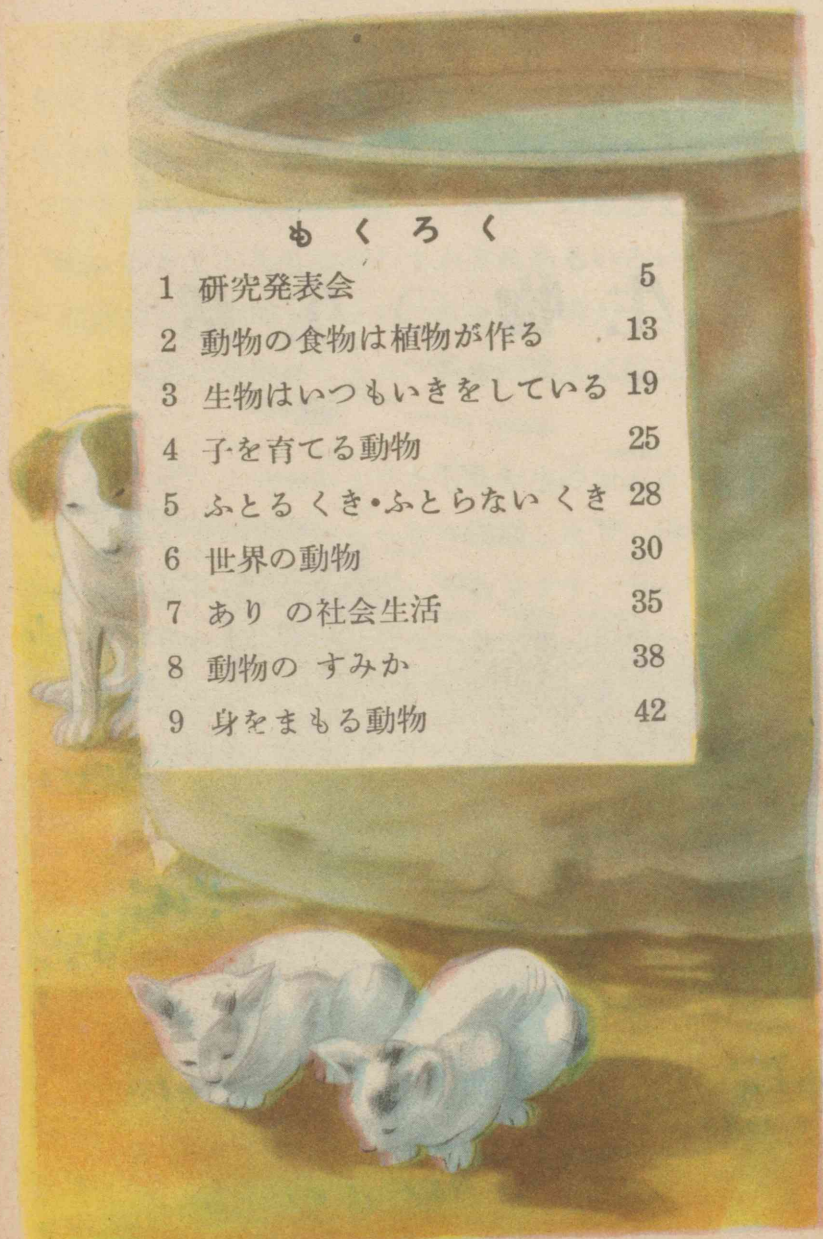 もくろく
1 研究発表会 5
2 動物の食物は植物が作る 13
3 生物はいつもいきをしている 19
4 子を育てる動物 25
5 ふとる くき・ふとらない くき 28
6 世界の動物 30
7 あり の社会生活 35
8 動物の すみか 38
9 身をまもる動物 42